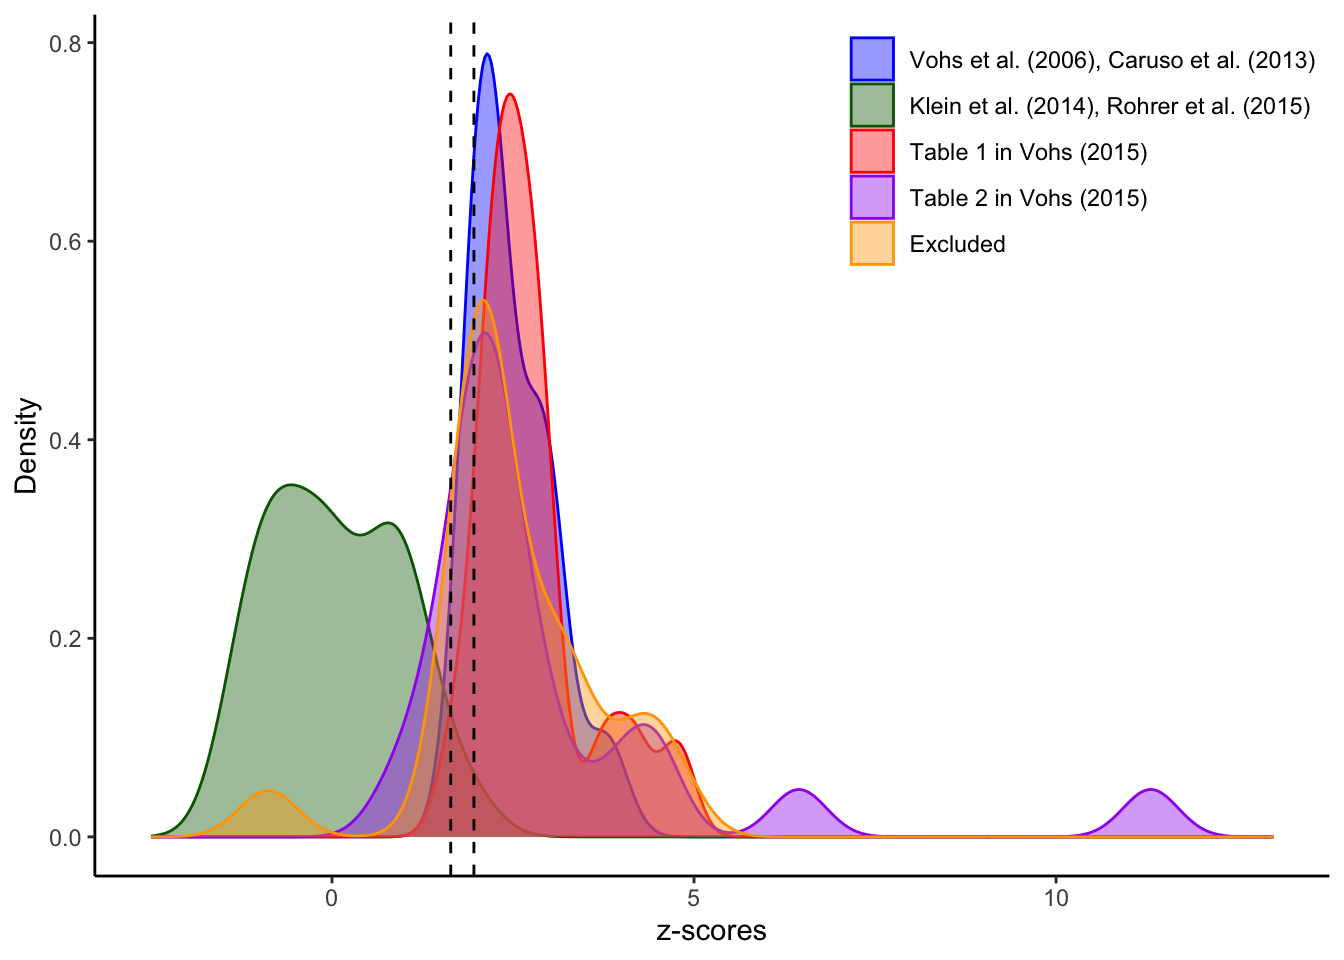 Vohs et al. (2006), Caruso et al. (2013)
Klein et al. (2014), Rohrer et al. (2015)
Table 1 in Vohs (2015)
Table 2 in Vohs (2015)
Excluded
Density
0.8
0.6
0.4
0.2
0.0
0
5
10
z-scores